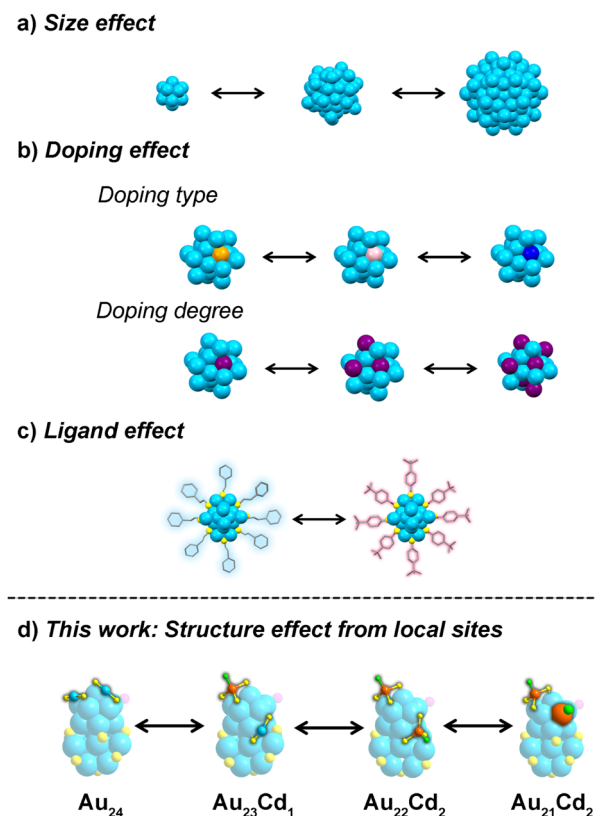 a) Size effect
b) Doping effect
Doping type
Doping degree
c) Ligand effect
d) This work: Structure effect from local sites
Au₂₄ Au₂₃Cd₁ Au₂₂Cd₂ Au₂₁Cd₂